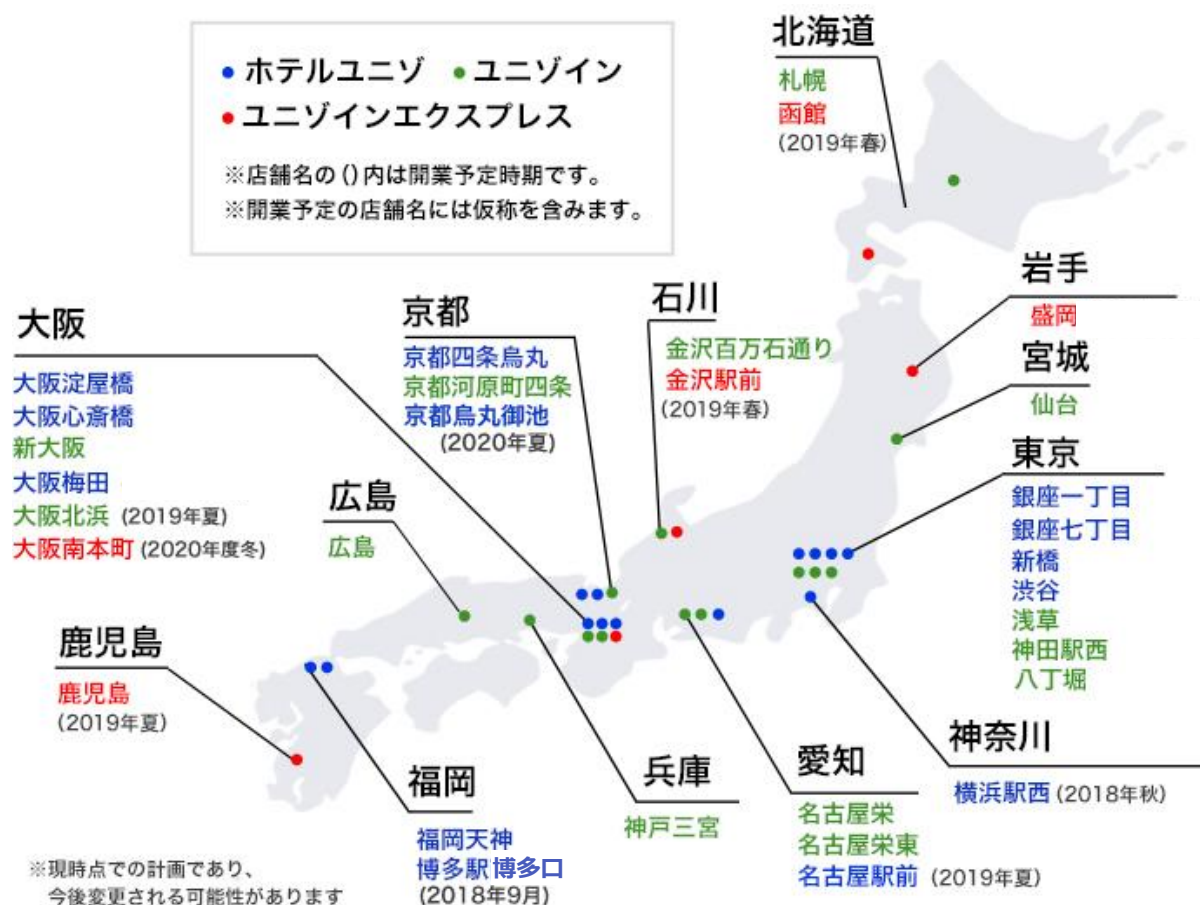 ● ホテルユニゾ ● ユニゾイン
● ユニゾインエクスプレス
※店舗名の()内は開業予定時期です。
※開業予定の店舗名には仮称を含みます。
北海道
札幌
函館
(2019年春)
岩手
盛岡
宮城
仙台
東京
銀座一丁目
銀座七丁目
新橋
渋谷
浅草
神田駅西
八丁堀
神奈川
横浜駅西 (2018年秋)
石川
金沢百万石通り
金沢駅前
(2019年春)
京都
京都四条烏丸
京都河原町四条
京都烏丸御池
(2020年夏)
大阪
大阪淀屋橋
大阪心斎橋
新大阪
大阪梅田
大阪北浜 (2019年夏)
大阪南本町 (2020年度冬)
広島
広島
鹿児島
鹿児島
(2019年夏)
福岡
福岡天神
博多駅博多口
(2018年9月)
兵庫
神戸三宮
愛知
名古屋栄
名古屋栄東
名古屋駅前 (2019年夏)
※現時点での計画であり、
今後変更される可能性があります